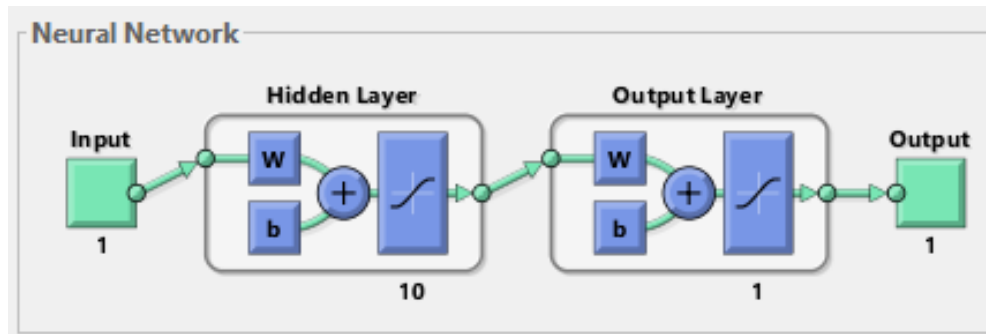 Neural Network
Hidden Layer
Output Layer
Input
Output
W
W
b
b
1
10
1
1